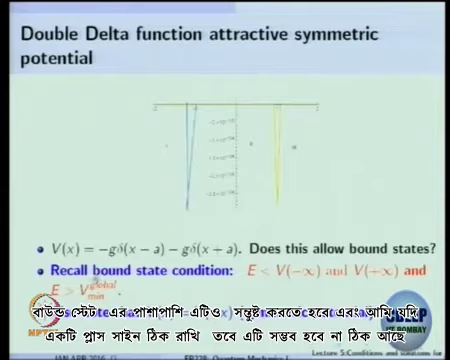 Double Delta function attractive symmetric
potential
V(x) = −gδ(x − a) − gδ(x + a). Does this allow bound states?
Recall bound state condition: E < V(−∞) and V(+∞) and
E > V_min^global
বাউন্ড স্টেট এর পাশাপাশি এটিও সন্তুষ্ট করতে হবে এবং আমি যদি
একটি প্লাস সাইন ঠিক রাখি তবে এটি সম্ভব হবে না ঠিক আছে
IIT BOMBAY